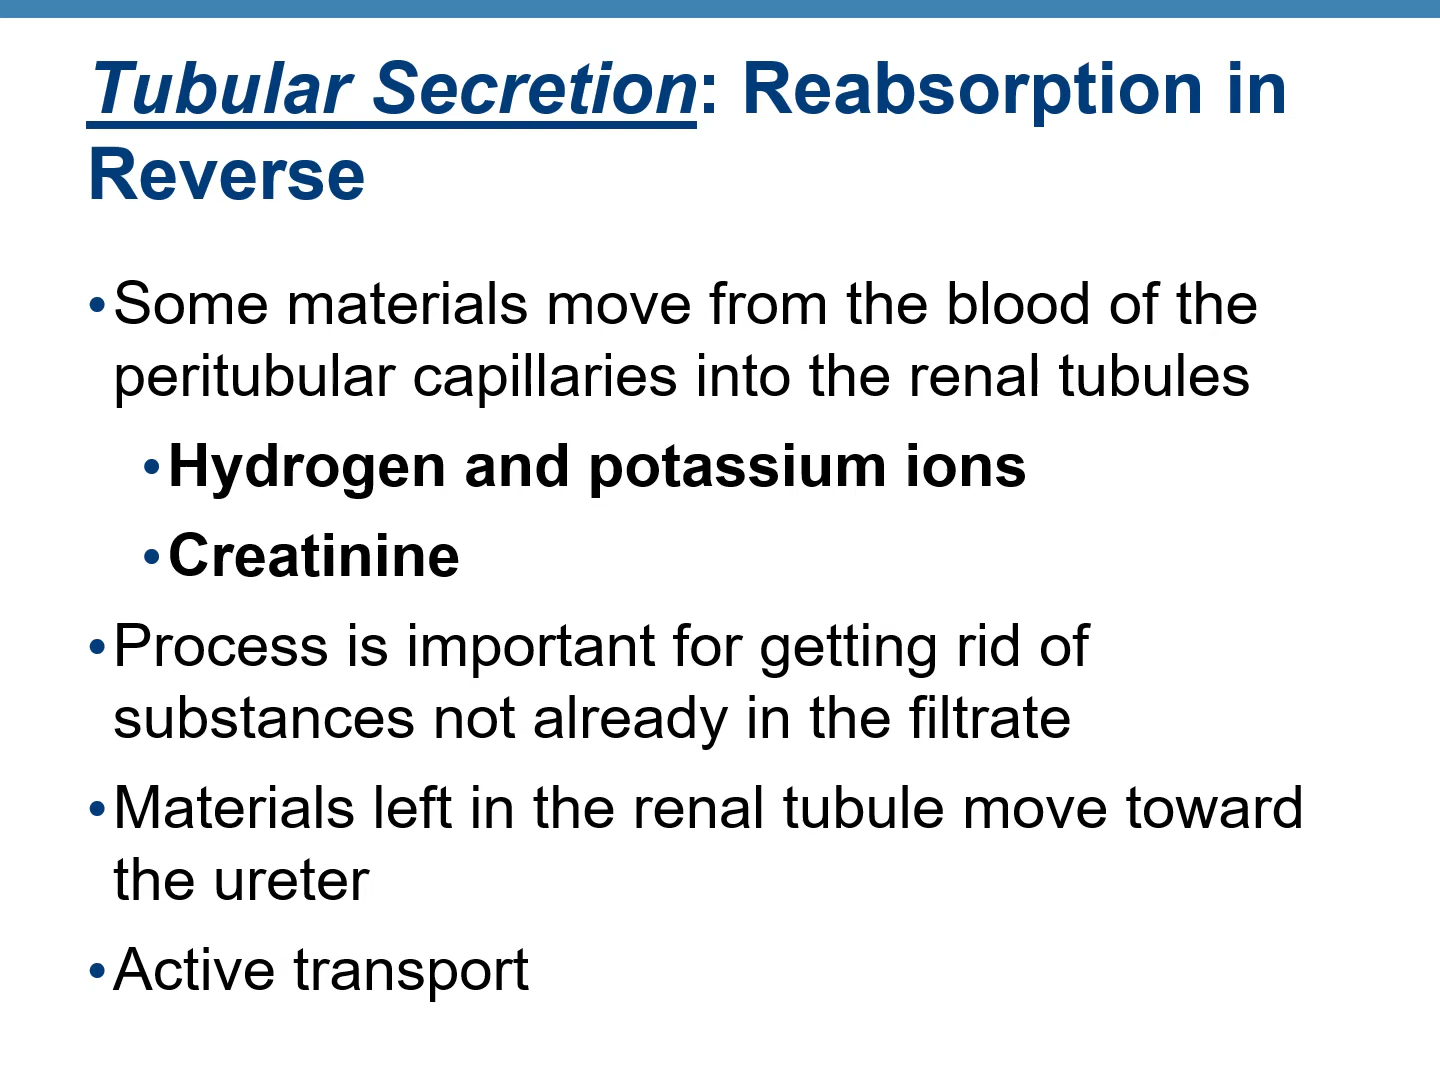 Tubular Secretion: Reabsorption in
Reverse
•Some materials move from the blood of the
peritubular capillaries into the renal tubules
•Hydrogen and potassium ions
•Creatinine
•Process is important for getting rid of
substances not already in the filtrate
•Materials left in the renal tubule move toward
the ureter
•Active transport